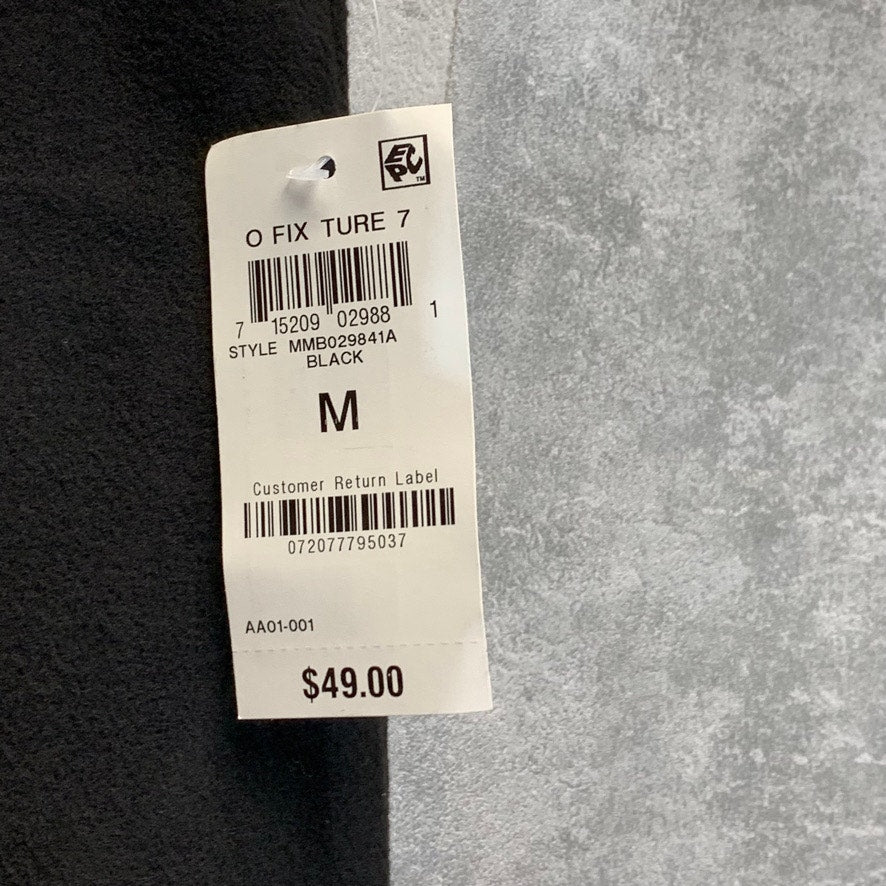 EPC
TM
O FIX TURE 7
7 15209 02988 1
STYLE MMB029841A
BLACK
M
Customer Return Label
072077795037
AA01-001
$49.00